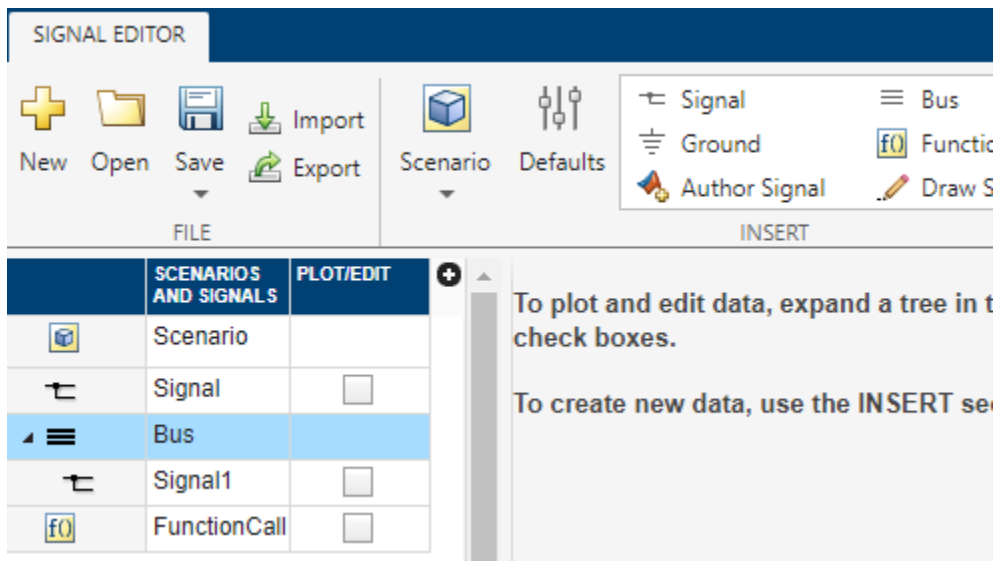 SIGNAL EDITOR
New
Open
Save
Import
Export
FILE
Scenario
Defaults
Signal
Bus
Ground
Author Signal
Draw
INSERT
SCENARIOS
AND SIGNALS
PLOT/EDIT
Scenario
Signal
Bus
Signal1
f() FunctionCall
To plot and edit data, expand a tree in
check boxes.
To create new data, use the INSERT